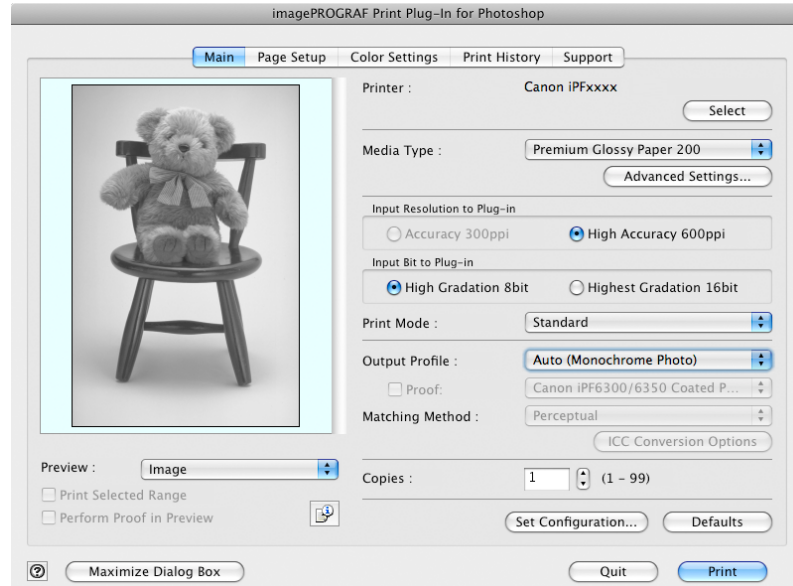 imagePROGRAF Print Plug-In for Photoshop
Main Page Setup Color Settings Print History Support
Printer : Canon iPFxxxx
Select
Media Type : Premium Glossy Paper 200
Advanced Settings...
Input Resolution to Plug-in
Accuracy 300ppi High Accuracy 600ppi
Input Bit to Plug-in
High Gradation 8bit Highest Gradation 16bit
Print Mode : Standard
Output Profile : Auto (Monochrome Photo)
Proof: Canon iPF6300/6350 Coated P...
Matching Method : Perceptual
ICC Conversion Options
Preview : Image
Copies : 1 (1 – 99)
Print Selected Range
Perform Proof in Preview
Set Configuration... Defaults
? Maximize Dialog Box Quit Print